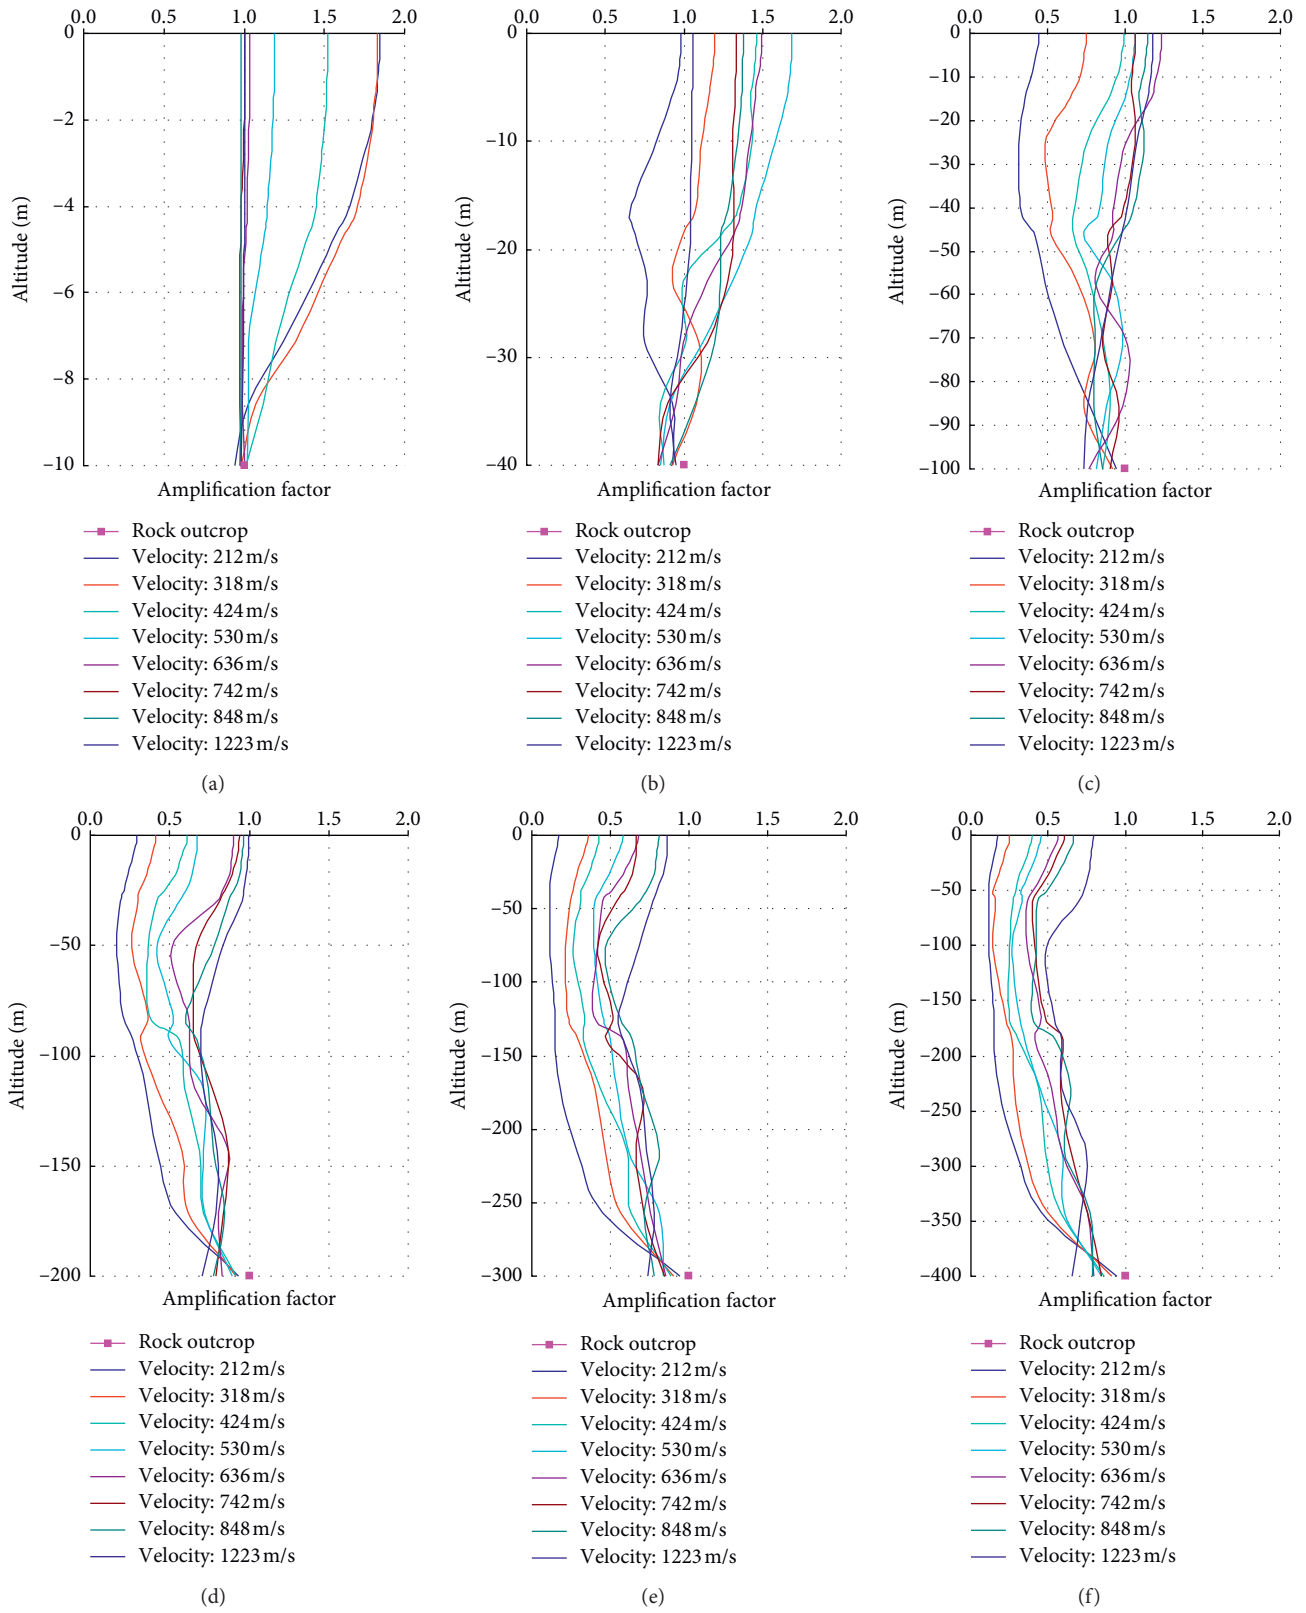 0.0 0.5 1.0 1.5 2.0
0
−2
−4
−6
−8
−10
Altitude (m)
Amplification factor
Rock outcrop
Velocity: 212 m/s
Velocity: 318 m/s
Velocity: 424 m/s
Velocity: 530 m/s
Velocity: 636 m/s
Velocity: 742 m/s
Velocity: 848 m/s
Velocity: 1223 m/s
(a)
0.0 0.5 1.0 1.5 2.0
0
−10
−20
−30
−40
Altitude (m)
Amplification factor
Rock outcrop
Velocity: 212 m/s
Velocity: 318 m/s
Velocity: 424 m/s
Velocity: 530 m/s
Velocity: 636 m/s
Velocity: 742 m/s
Velocity: 848 m/s
Velocity: 1223 m/s
(b)
0.0 0.5 1.0 1.5 2.0
0
−10
−20
−30
−40
−50
−60
−70
−80
−90
−100
Altitude (m)
Amplification factor
Rock outcrop
Velocity: 212 m/s
Velocity: 318 m/s
Velocity: 424 m/s
Velocity: 530 m/s
Velocity: 636 m/s
Velocity: 742 m/s
Velocity: 848 m/s
Velocity: 1223 m/s
(c)
0.0 0.5 1.0 1.5 2.0
0
−50
−100
−150
−200
Altitude (m)
Amplification factor
Rock outcrop
Velocity: 212 m/s
Velocity: 318 m/s
Velocity: 424 m/s
Velocity: 530 m/s
Velocity: 636 m/s
Velocity: 742 m/s
Velocity: 848 m/s
Velocity: 1223 m/s
(d)
0.0 0.5 1.0 1.5 2.0
0
−50
−100
−150
−200
−250
−300
Altitude (m)
Amplification factor
Rock outcrop
Velocity: 212 m/s
Velocity: 318 m/s
Velocity: 424 m/s
Velocity: 530 m/s
Velocity: 636 m/s
Velocity: 742 m/s
Velocity: 848 m/s
Velocity: 1223 m/s
(e)
0.0 0.5 1.0 1.5 2.0
0
−50
−100
−150
−200
−250
−300
−350
−400
Altitude (m)
Amplification factor
Rock outcrop
Velocity: 212 m/s
Velocity: 318 m/s
Velocity: 424 m/s
Velocity: 530 m/s
Velocity: 636 m/s
Velocity: 742 m/s
Velocity: 848 m/s
Velocity: 1223 m/s
(f)